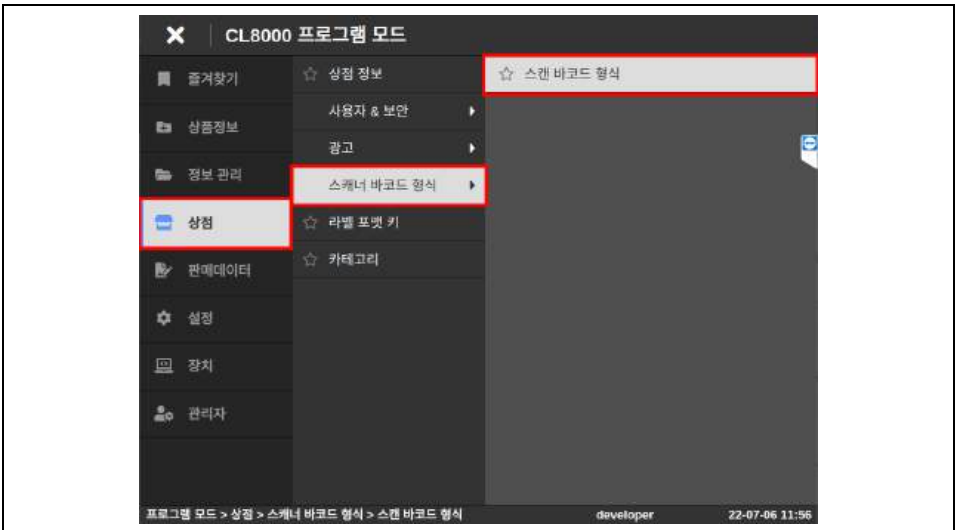 CL8000 프로그램 모드
즐겨찾기
상품정보
정보 관리
상점
판매데이터
설정
장치
관리자
상점 정보
사용자 & 보안
광고
스캐너 바코드 형식
라벨 포맷 키
카테고리
스캔 바코드 형식
프로그램 모드 > 상점 > 스캐너 바코드 형식 > 스캔 바코드 형식
developer
22-07-06 11:56